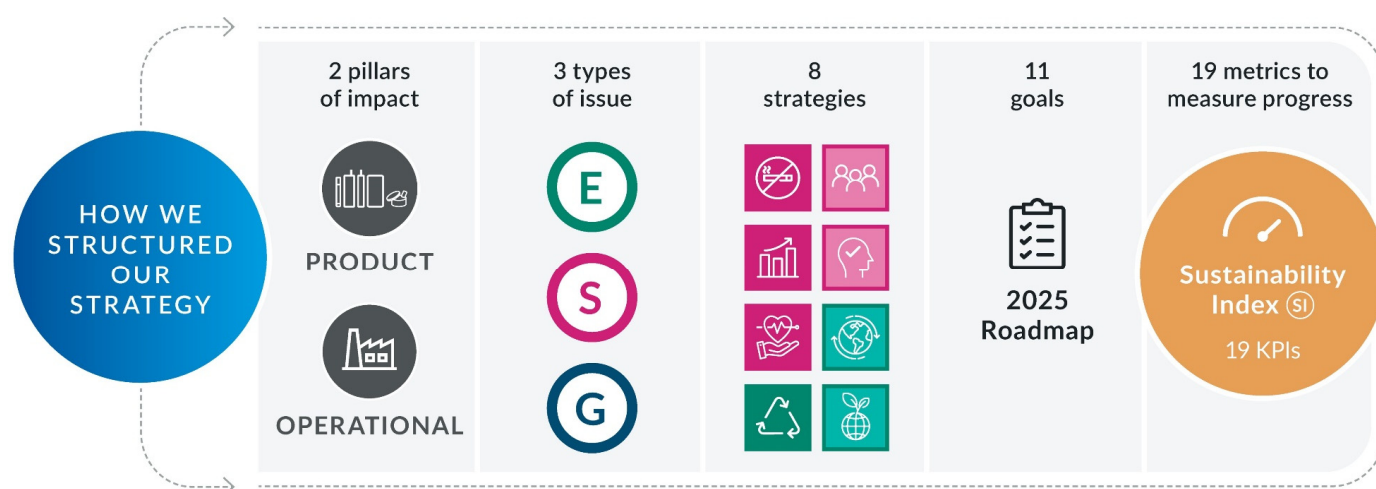 HOW WE
STRUCTURED
OUR
STRATEGY
2 pillars
of impact
PRODUCT
OPERATIONAL
3 types
of issue
E
S
G
8
strategies
11
goals
2025
Roadmap
19 metrics to
measure progress
Sustainability
Index SI
19 KPIs